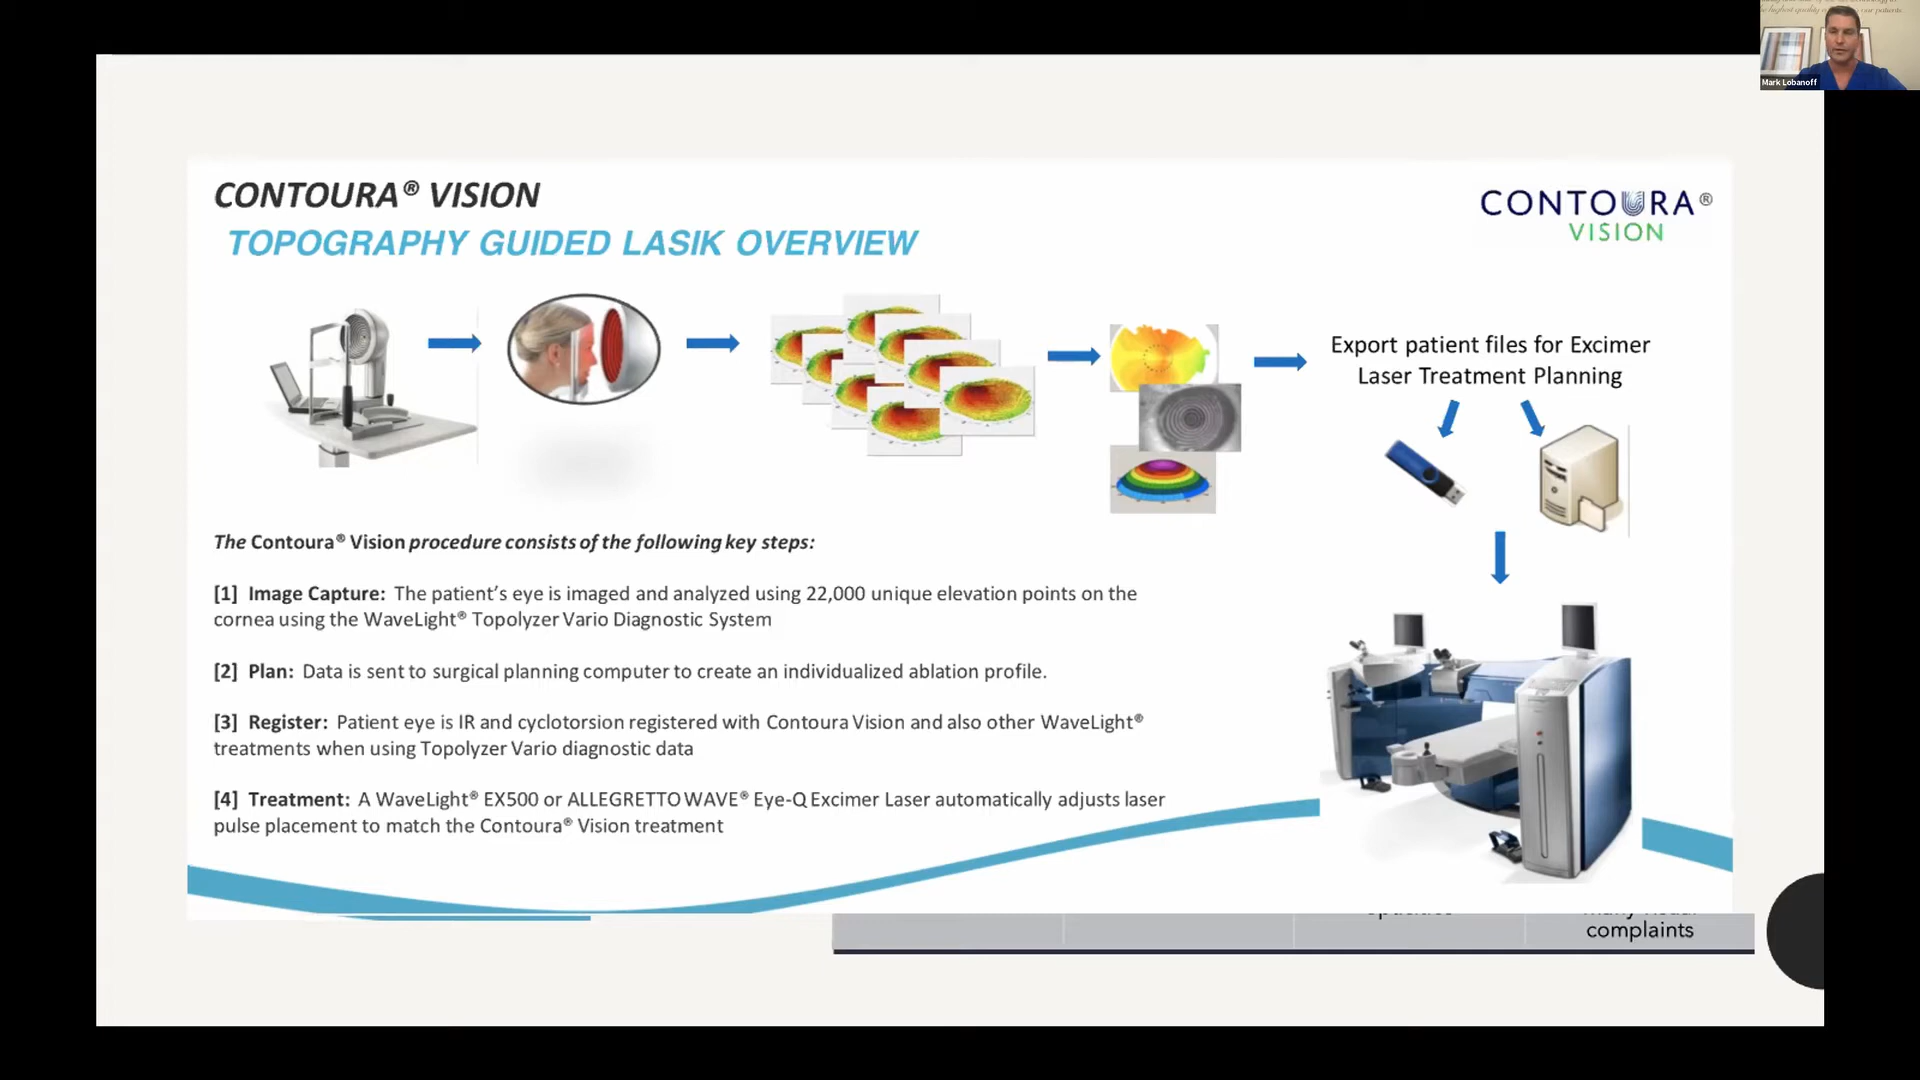 Mark Lobanoff
CONTOURA® VISION
TOPOGRAPHY GUIDED LASIK OVERVIEW
CONTOURA®
VISION
Export patient files for Excimer
Laser Treatment Planning
The Contoura® Vision procedure consists of the following key steps:
[1] Image Capture: The patient’s eye is imaged and analyzed using 22,000 unique elevation points on the
cornea using the WaveLight® Topolyzer Vario Diagnostic System
[2] Plan: Data is sent to surgical planning computer to create an individualized ablation profile.
[3] Register: Patient eye is IR and cyclotorsion registered with Contoura Vision and also other WaveLight®
treatments when using Topolyzer Vario diagnostic data
[4] Treatment: A WaveLight® EX500 or ALLEGRETTO WAVE® Eye-Q Excimer Laser automatically adjusts laser
pulse placement to match the Contoura® Vision treatment
complaints